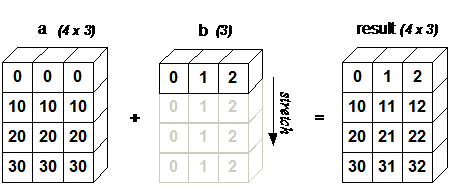 a (4 x 3) b (3) result (4 x 3)
0 0 0 0 1 2 0 1 2
10 10 10 0 1 2 10 11 12
+ stretch =
20 20 20 0 1 2 20 21 22
30 30 30 0 1 2 30 31 32